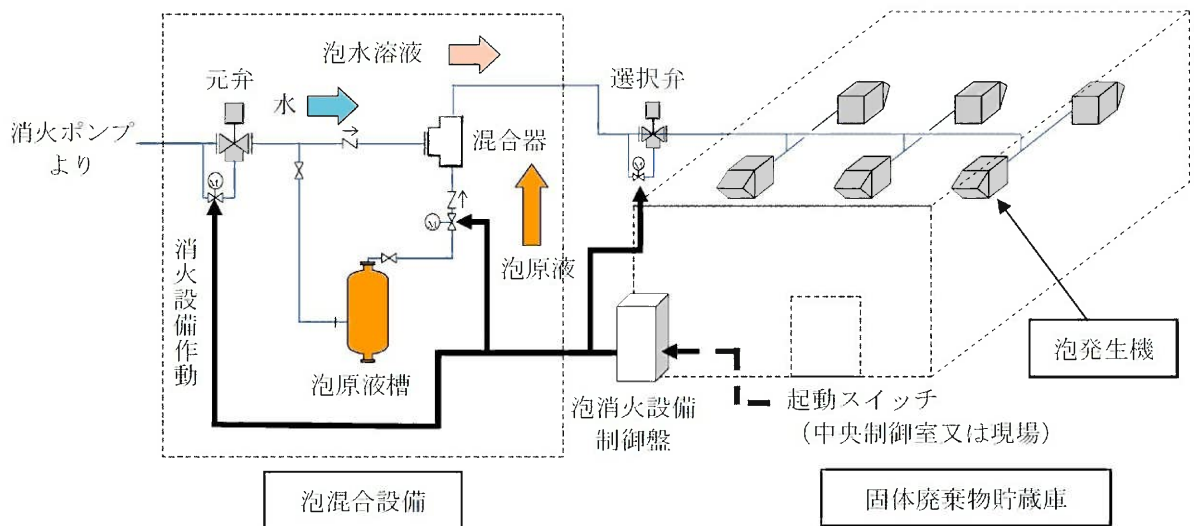 泡水溶液
元弁
水
選択弁
消火ポンプ
より
混合器
M
M
M
泡原液
消火設備作動
泡原液槽
泡発生機
泡消火設備
制御盤
起動スイッチ
（中央制御室又は現場）
泡混合設備
固体廃棄物貯蔵庫